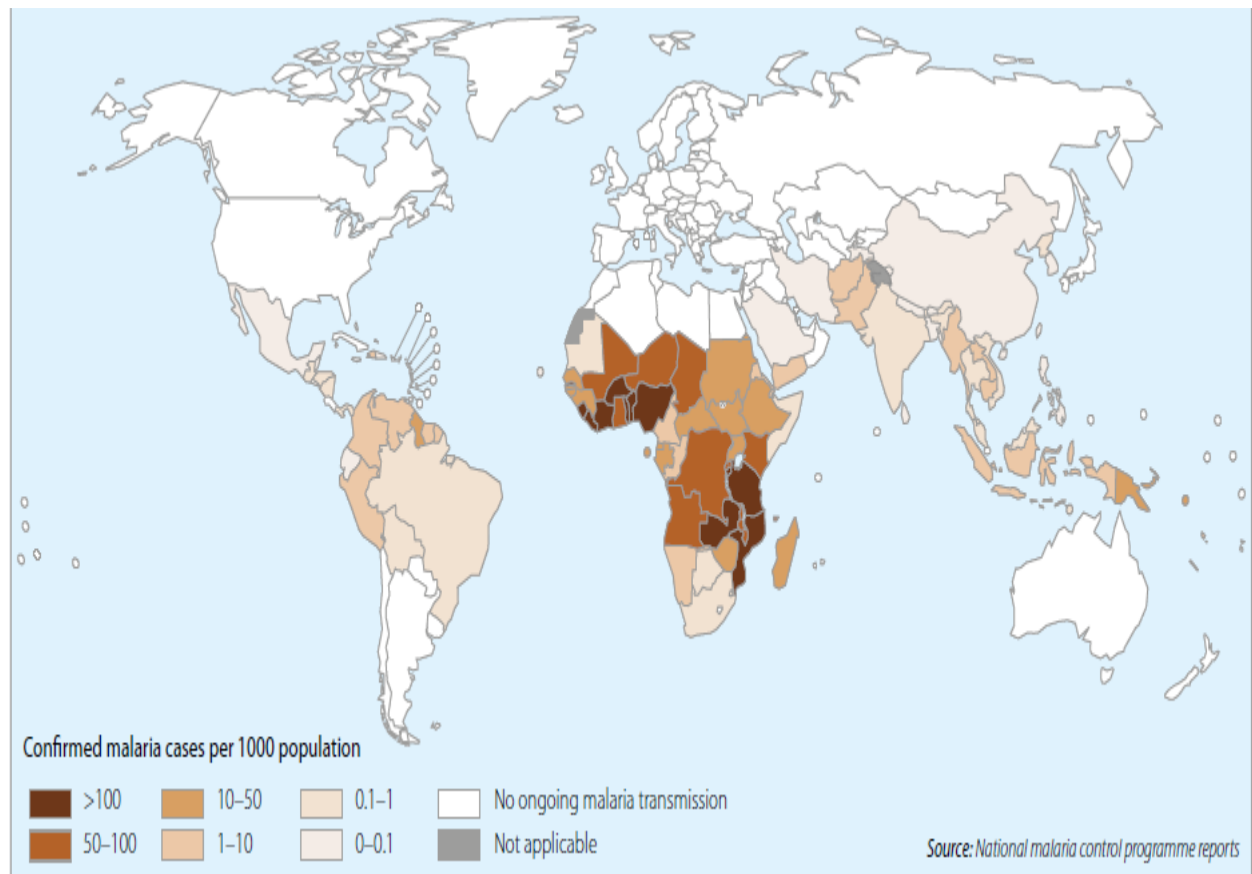 Confirmed malaria cases per 1000 population
>100
10–50
0.1–1
No ongoing malaria transmission
50–100
1–10
0–0.1
Not applicable
Source: National malaria control programme reports